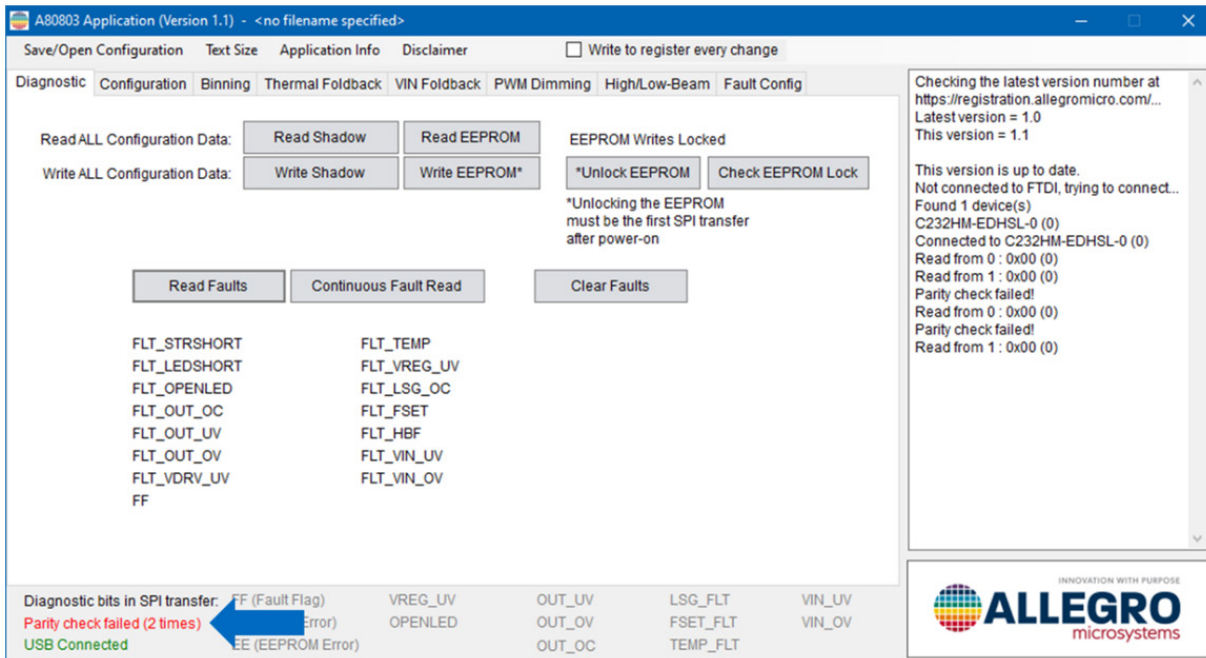 A80803 Application (Version 1.1) - <no filename specified>
Save/Open Configuration Text Size Application Info Disclaimer Write to register every change
Diagnostic Configuration Binning Thermal Foldback VIN Foldback PWM Dimming High/Low-Beam Fault Config
Read ALL Configuration Data: Read Shadow Read EEPROM EEPROM Writes Locked
Write ALL Configuration Data: Write Shadow Write EEPROM* *Unlock EEPROM Check EEPROM Lock
*Unlocking the EEPROM
must be the first SPI transfer
after power-on
Read Faults Continuous Fault Read Clear Faults
FLT_STRSHORT FLT_TEMP
FLT_LEDSHORT FLT_VREG_UV
FLT_OPENLED FLT_LSG_OC
FLT_OUT_OC FLT_FSET
FLT_OUT_UV FLT_HBF
FLT_OUT_OV FLT_VIN_UV
FLT_VDRV_UV FLT_VIN_OV
FF
Checking the latest version number at
https://registration.allegromicro.com/...
Latest version = 1.0
This version = 1.1
This version is up to date.
Not connected to FTDI, trying to connect...
Found 1 device(s)
C232HM-EDHSL-0 (0)
Connected to C232HM-EDHSL-0 (0)
Read from 0 : 0x00 (0)
Read from 1 : 0x00 (0)
Parity check failed!
Read from 0 : 0x00 (0)
Parity check failed!
Read from 1 : 0x00 (0)
Diagnostic bits in SPI transfer: FF (Fault Flag) VREG_UV OUT_UV LSG_FLT VIN_UV
Parity check failed (2 times) Error) OPENLED OUT_OV FSET_FLT VIN_OV
USB Connected EE (EEPROM Error) OUT_OC TEMP_FLT
INNOVATION WITH PURPOSE
ALLEGRO
microsystems